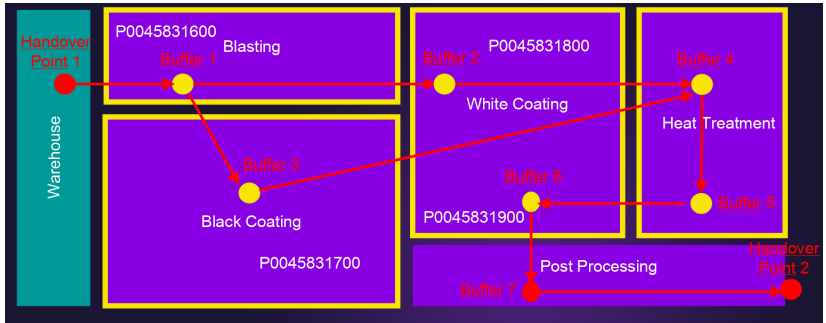 Handover
Point 1
Warehouse
P0045831600
Blasting
Buffer 1
Buffer 2
P0045831800
White Coating
Buffer 4
Heat Treatment
Buffer 3
Black Coating
P0045831700
Buffer 6
P0045831900
Buffer 5
Post Processing
Buffer 7
Handover
Point 2